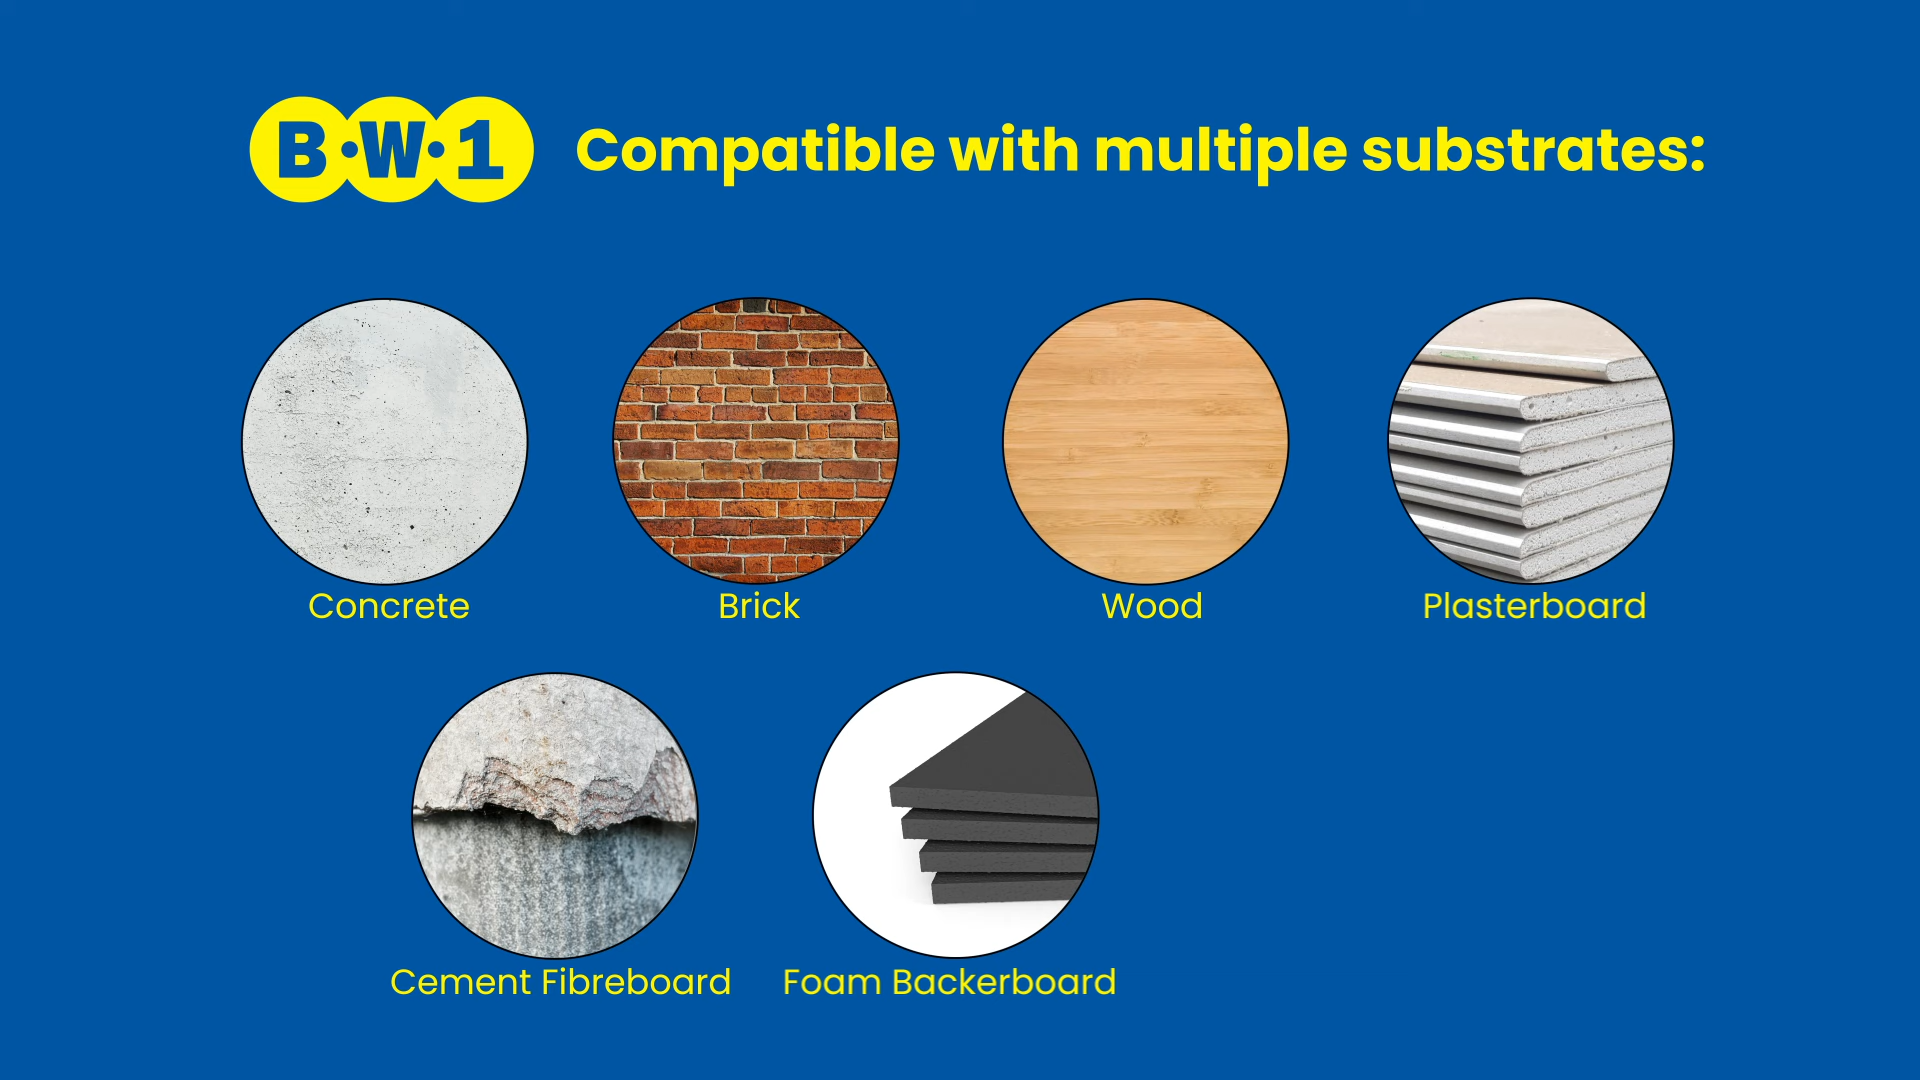 B·W·1 Compatible with multiple substrates:
Concrete Brick Wood Plasterboard
Cement Fibreboard Foam Backerboard